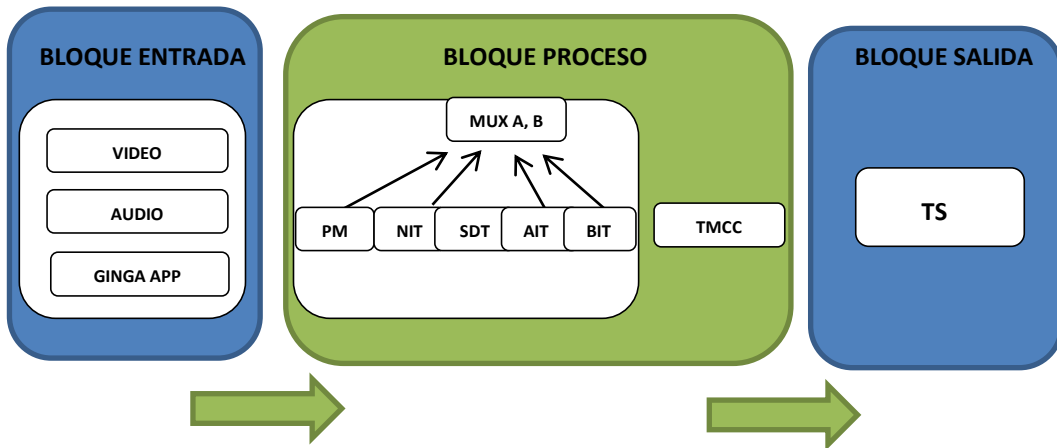 BLOQUE ENTRADA
VIDEO
AUDIO
GINGA APP
BLOQUE PROCESO
MUX A, B
PM
NIT
SDT
AIT
BIT
TMCC
BLOQUE SALIDA
TS